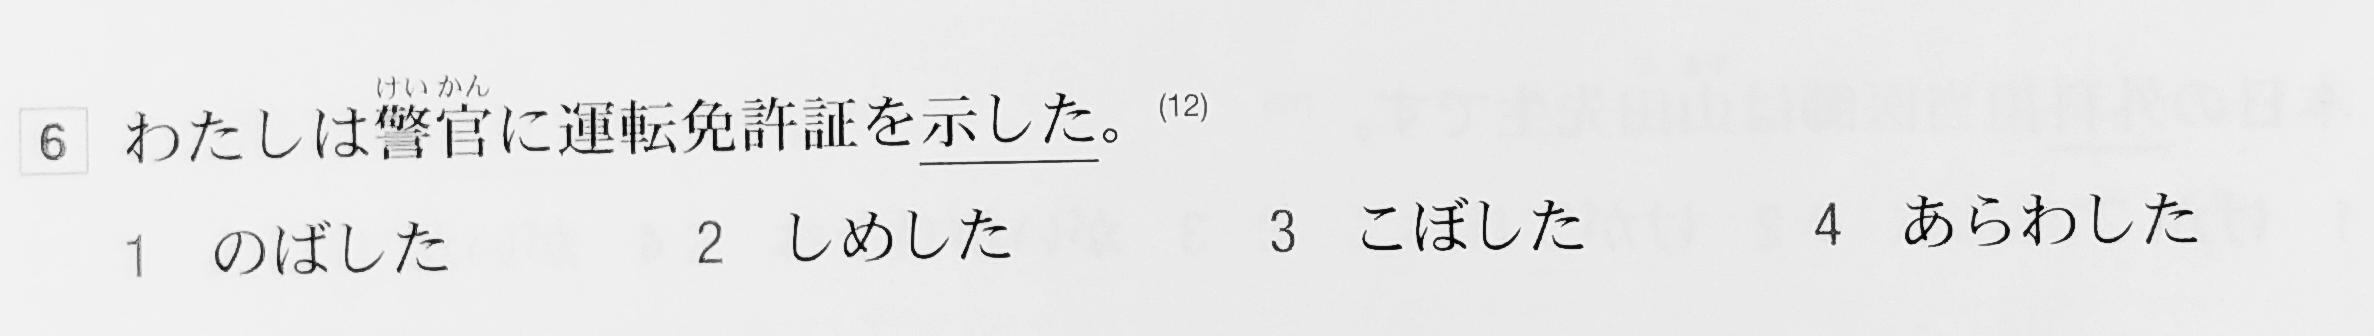 けいかん
6 わたしは警官に運転免許証を示した。(12)
1 のばした 2 しめした 3 こぼした 4 あらわした